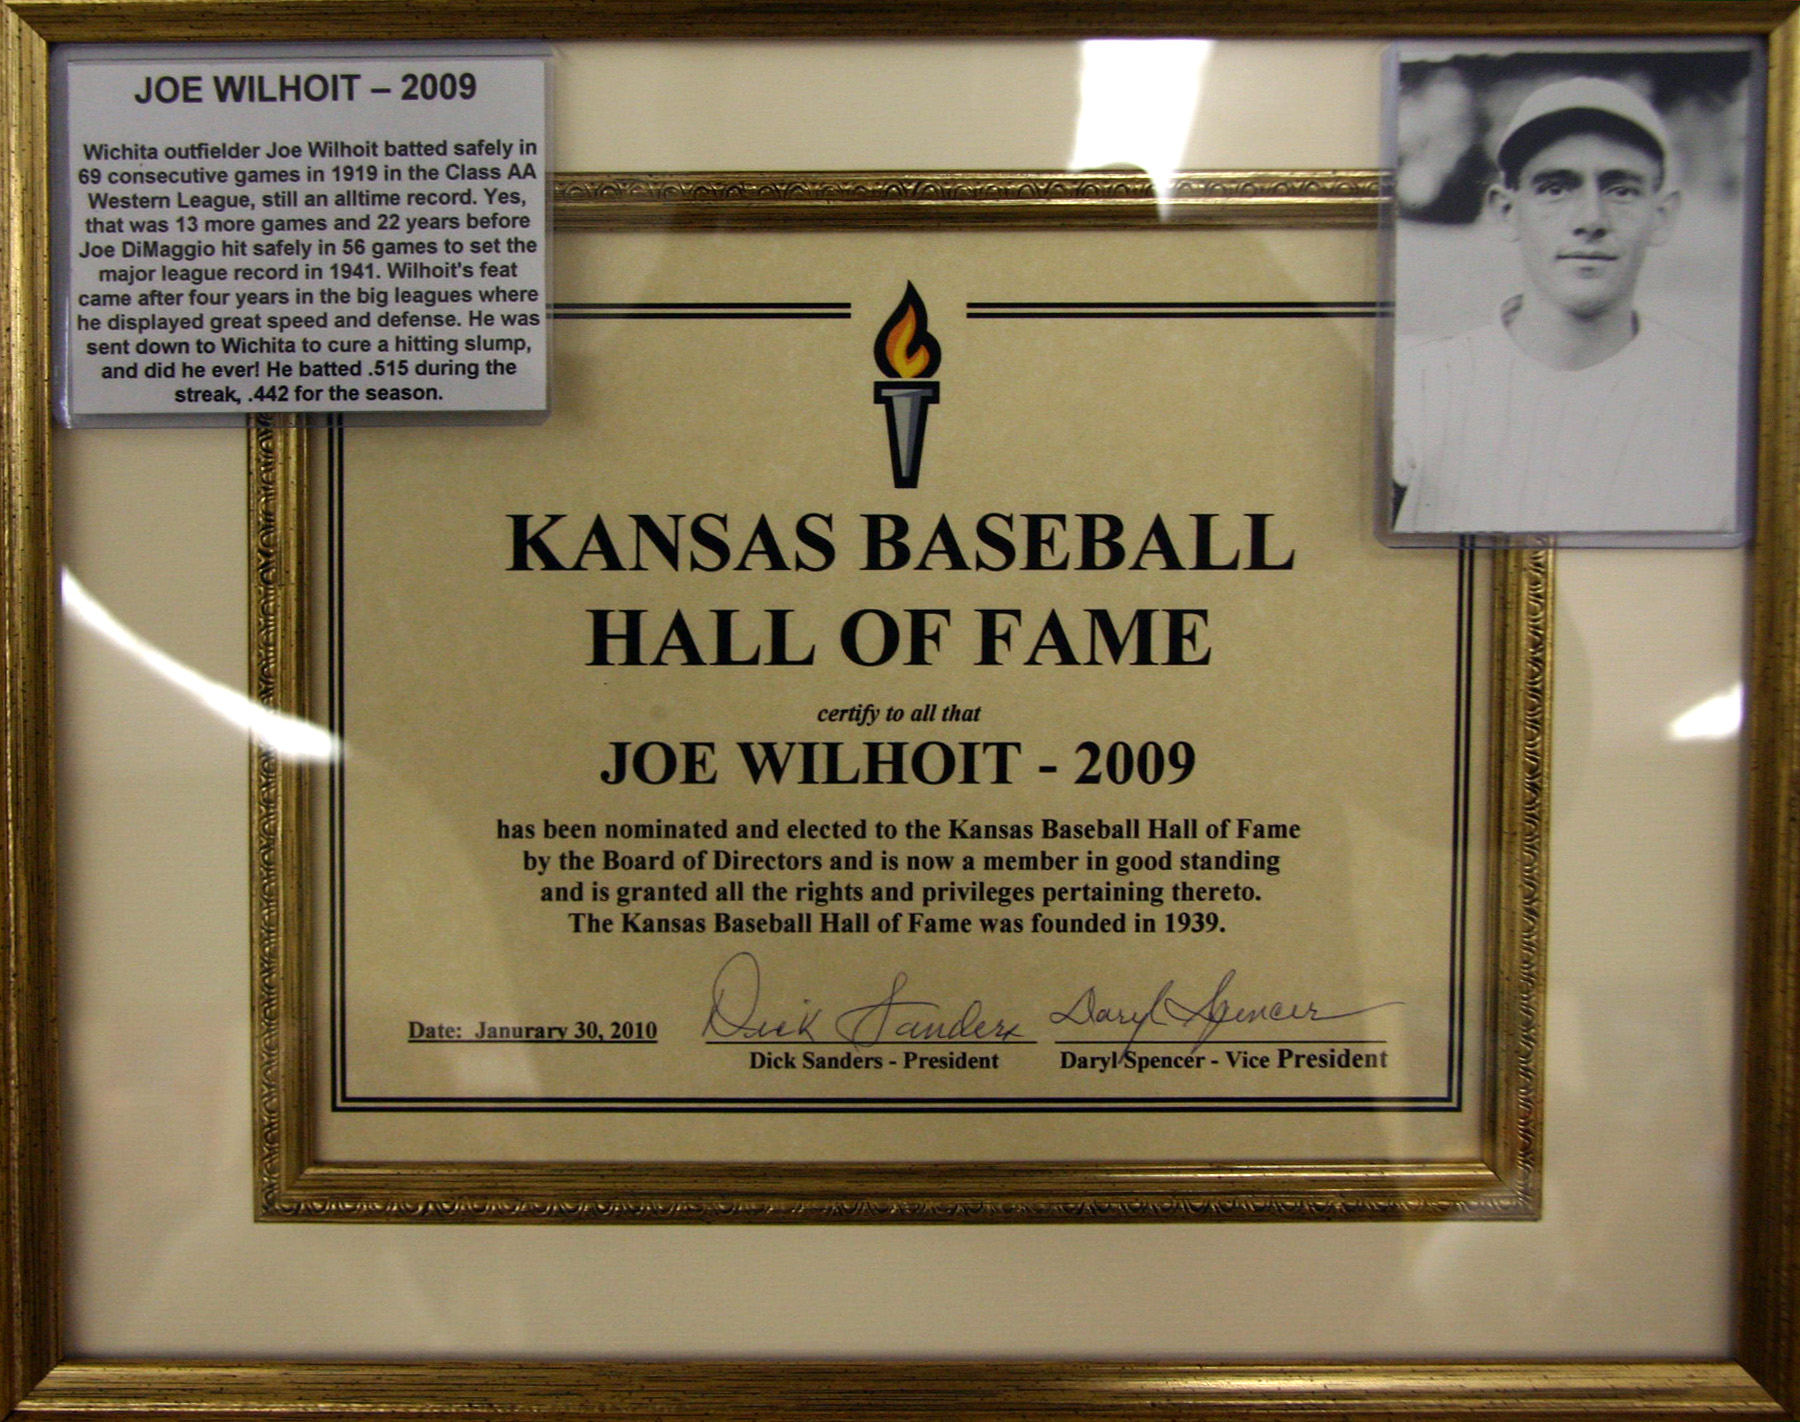 JOE WILHOIT – 2009
Wichita outfielder Joe Wilhoit batted safely in
69 consecutive games in 1919 in the Class AA
Western League, still an alltime record. Yes,
that was 13 more games and 22 years before
Joe DiMaggio hit safely in 56 games to set the
major league record in 1941. Wilhoit's feat
came after four years in the big leagues where
he displayed great speed and defense. He was
sent down to Wichita to cure a hitting slump,
and did he ever! He batted .515 during the
streak, .442 for the season.
KANSAS BASEBALL
HALL OF FAME
certify to all that
JOE WILHOIT - 2009
has been nominated and elected to the Kansas Baseball Hall of Fame
by the Board of Directors and is now a member in good standing
and is granted all the rights and privileges pertaining thereto.
The Kansas Baseball Hall of Fame was founded in 1939.
Dick Sanders Daryl Spencer
Date: Janurary 30, 2010
Dick Sanders - President Daryl Spencer - Vice President